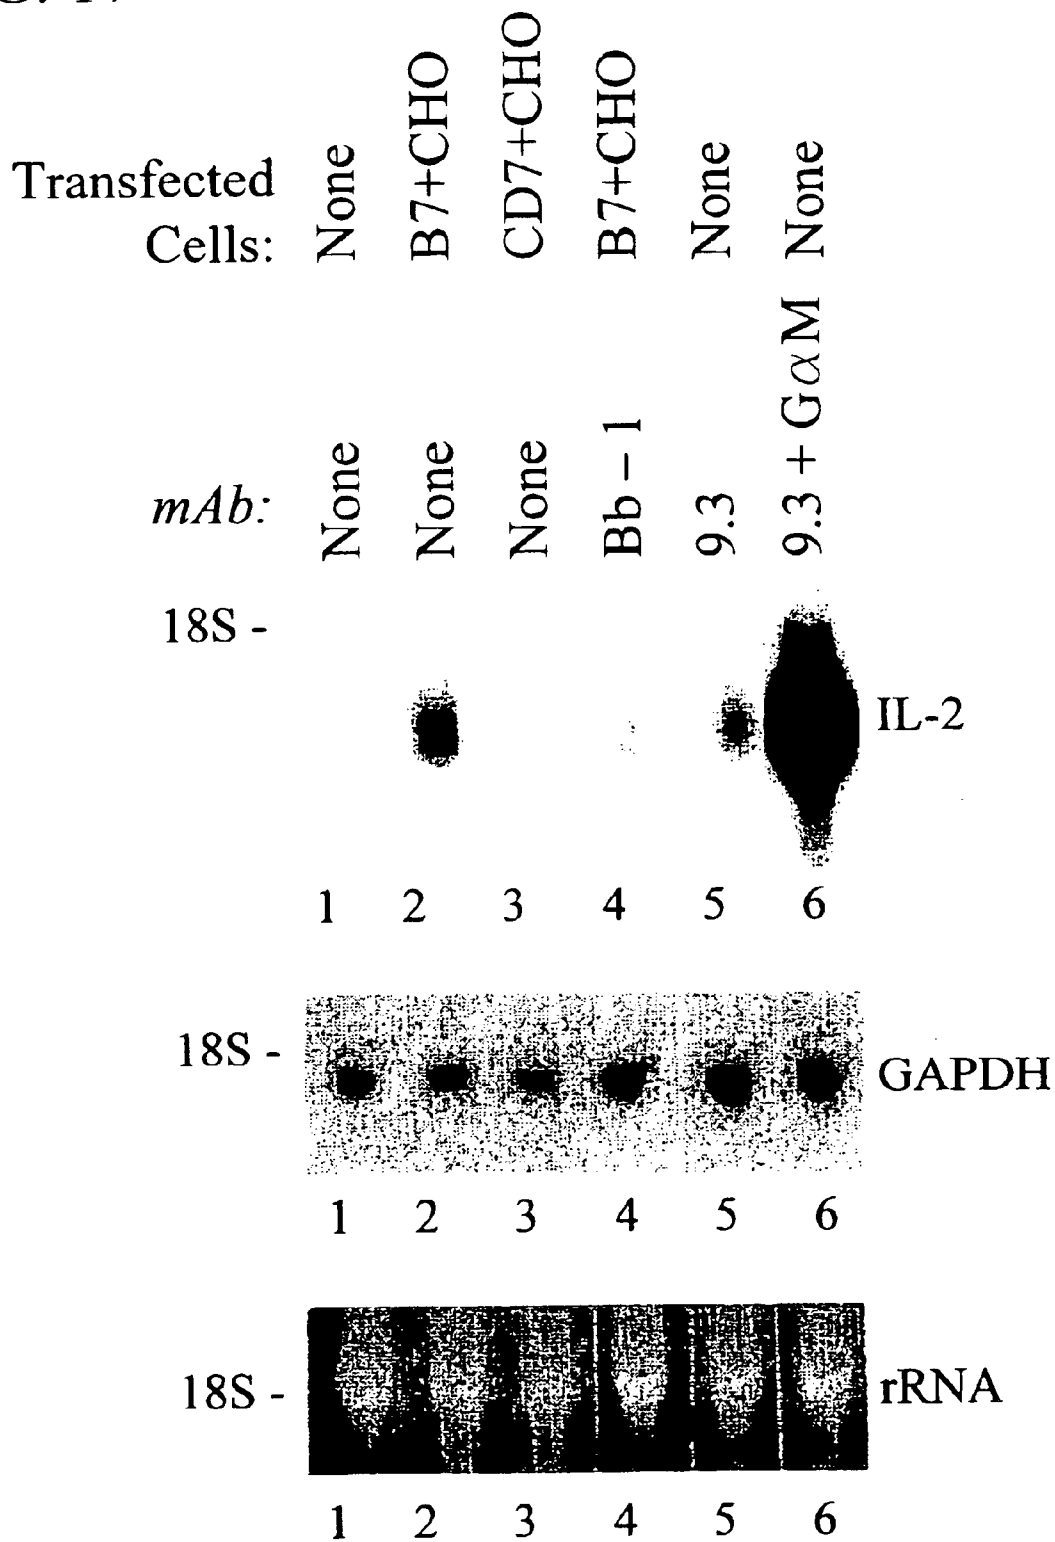 Transfected
Cells:
None
B7+CHO
CD7+CHO
B7+CHO
None
None
mAb:
None
None
None
Bb – 1
9.3
9.3 + GαM
18S -
IL-2
1 2 3 4 5 6
18S -
GAPDH
1 2 3 4 5 6
18S -
rRNA
1 2 3 4 5 6